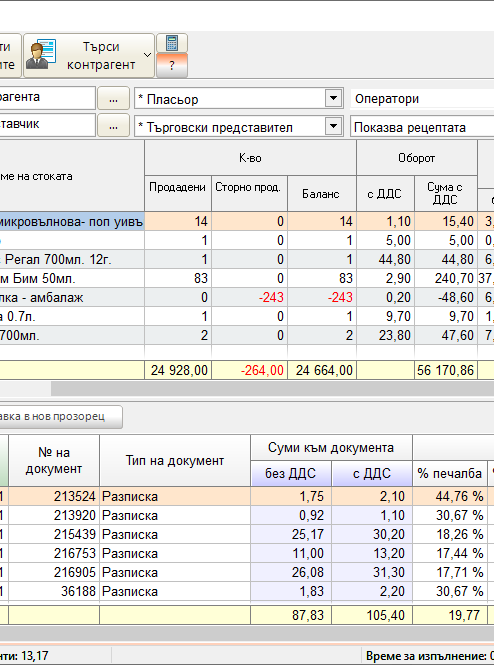 ти
ите
Търси
контрагент
?
рагента ... * Пласьор Оператори
тавчик ... * Търговски представител Показва рецептата
ме на стоката К-во Оборот
Продадени Сторно прод. Баланс с ДДС Сума с ДДС
микровълнова- поп уивъ 14 0 14 1,10 15,40 3,
1 0 1 5,00 5,00 0,
Регал 700мл. 12г. 1 0 1 44,80 44,80 6,
м Бим 50мл. 83 0 83 2,90 240,70 37,
лка - амбалаж 0 -243 -243 0,20 -48,60 6,
а 0.7л. 1 0 1 9,70 9,70 1,
700мл. 2 0 2 23,80 47,60 7,
24 928,00 -264,00 24 664,00 56 170,86
авка в нов прозорец
№ на документ Тип на документ Суми към документа
без ДДС с ДДС % печалба
1 213524 Разписка 1,75 2,10 44,76 %
1 213920 Разписка 0,92 1,10 30,67 %
1 215439 Разписка 25,17 30,20 18,26 %
1 216753 Разписка 11,00 13,20 17,44 %
1 216905 Разписка 26,08 31,30 17,71 %
1 36188 Разписка 1,83 2,20 30,67 %
87,83 105,40 19,77
нти: 13,17 Време за изпълнение: 0